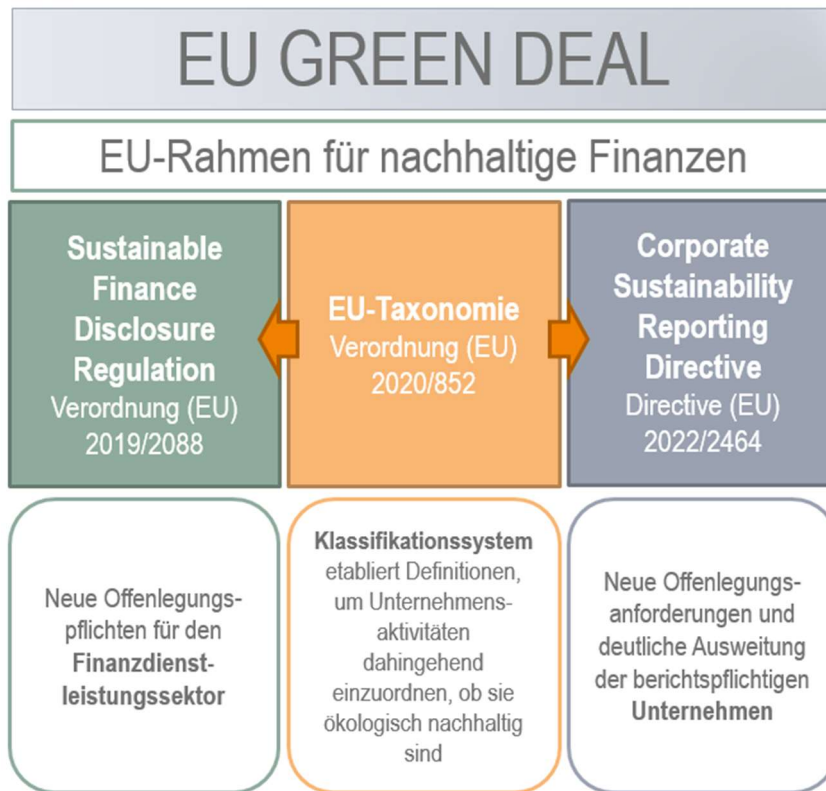 EU GREEN DEAL
EU-Rahmen für nachhaltige Finanzen
Sustainable
Finance
Disclosure
Regulation
Verordnung (EU)
2019/2088
EU-Taxonomie
Verordnung (EU)
2020/852
Corporate
Sustainability
Reporting
Directive
Directive (EU)
2022/2464
Neue Offenlegungs-
pflichten für den
Finanzdienst-
leistungssektor
Klassifikationssystem
etabliert Definitionen,
um Unternehmens-
aktivitäten
dahingehend
einzuordnen, ob sie
ökologisch nachhaltig
sind
Neue Offenlegungs-
anforderungen und
deutliche Ausweitung
der berichtspflichtigen
Unternehmen